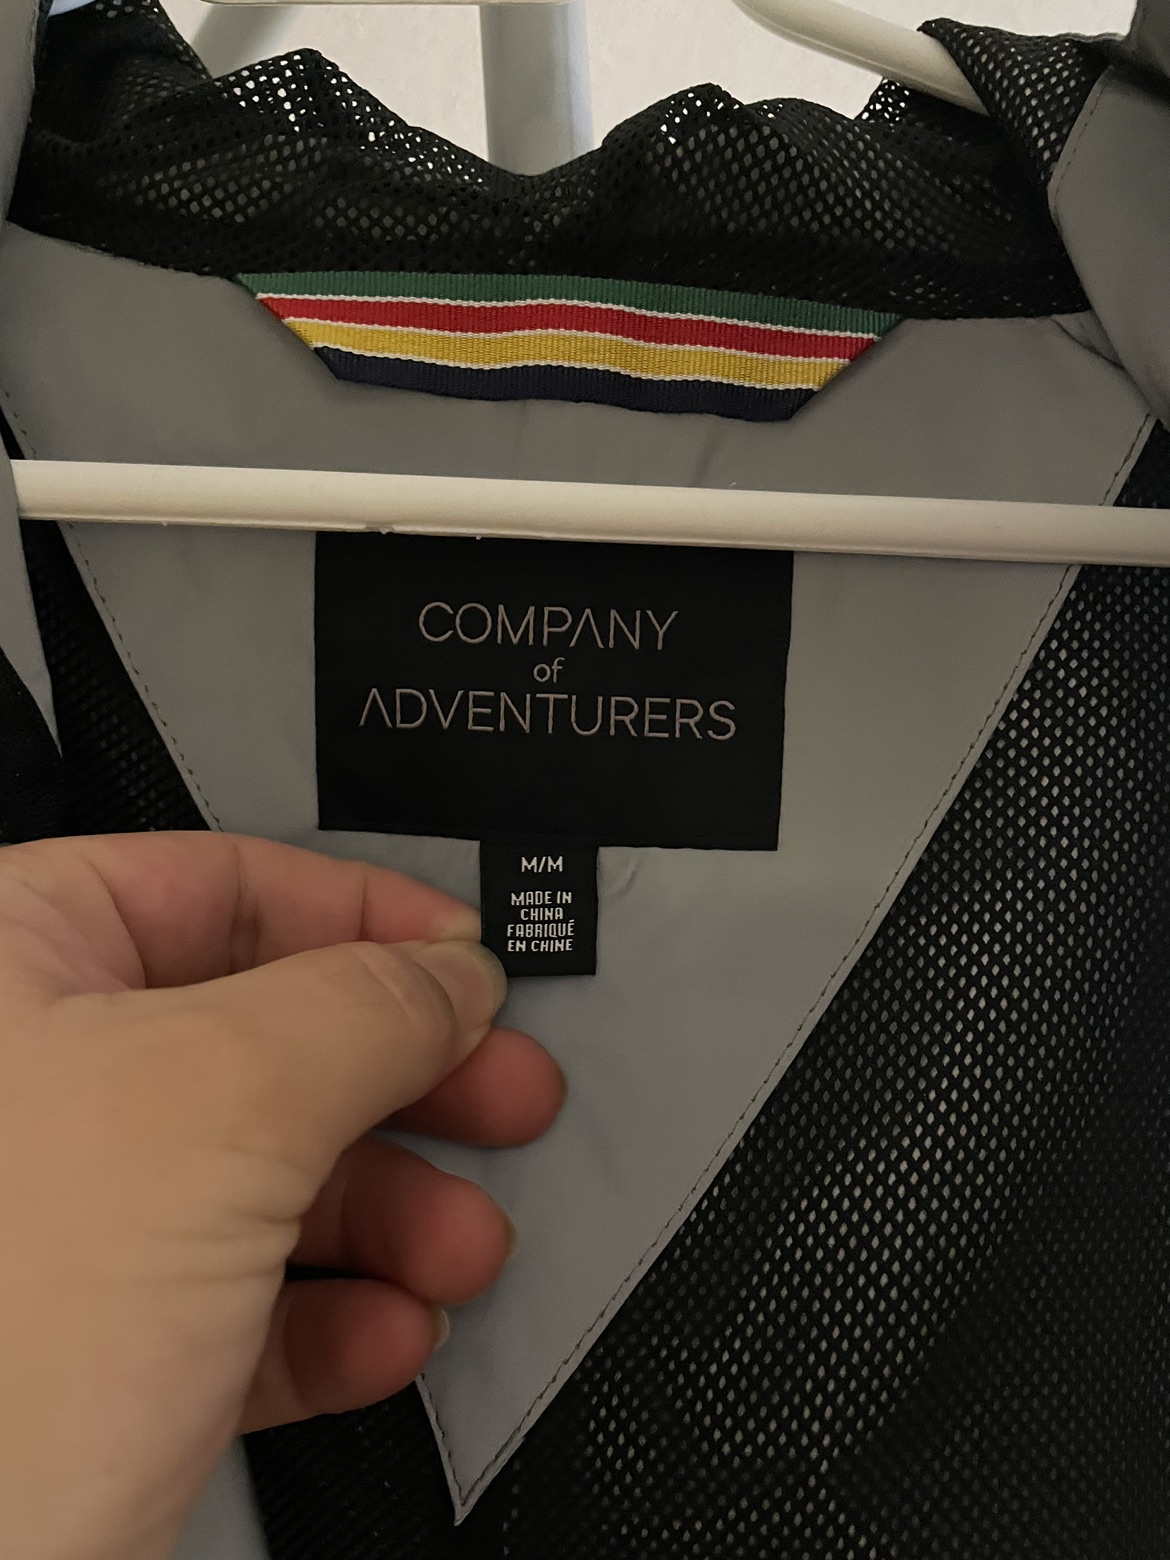 COMPANY
of
ADVENTURERS
M/M
MADE IN
CHINA
FABRIQUÉ
EN CHINE